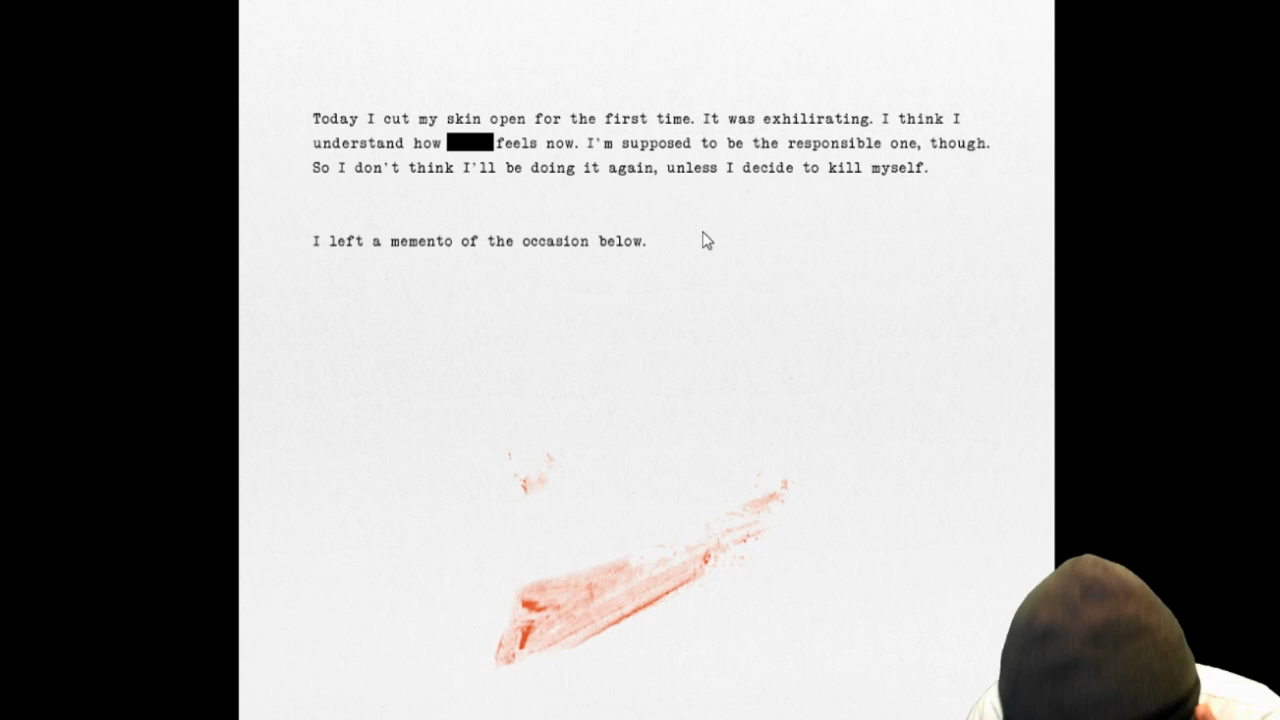 Today I cut my skin open for the first time. It was exhilirating. I think I
understand how feels now. I'm supposed to be the responsible one, though.
So I don't think I'll be doing it again, unless I decide to kill myself.
I left a memento of the occasion below.